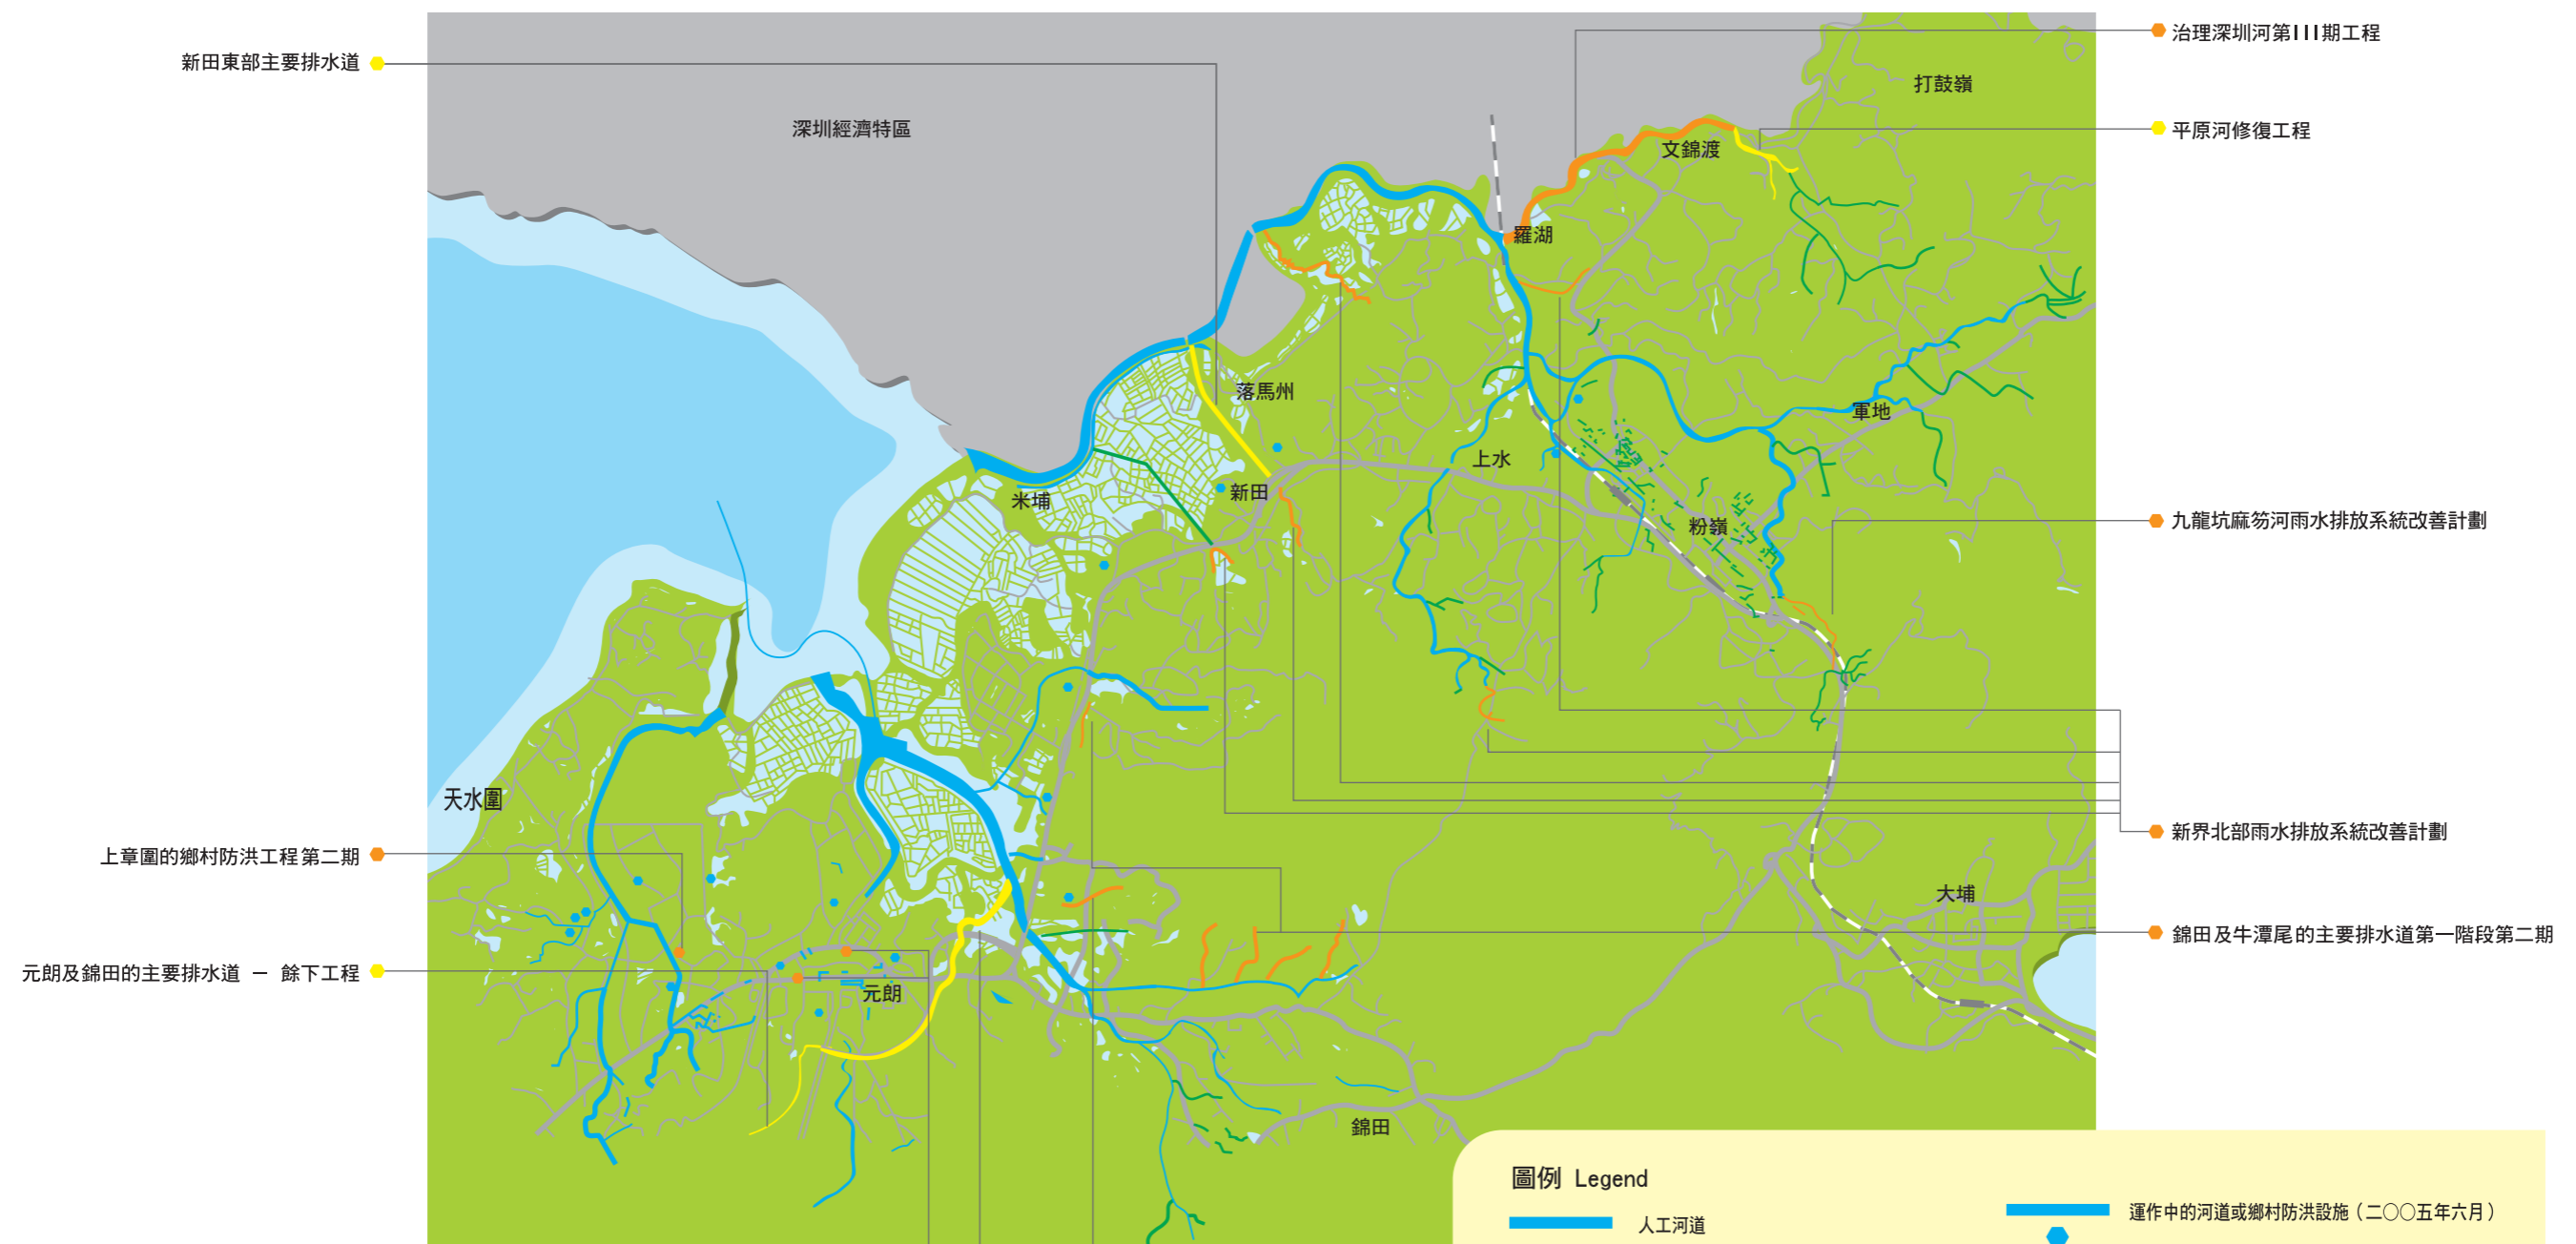 治理深圳河第III期工程
新田東部主要排水道
打鼓嶺
深圳經濟特區
平原河修復工程
文錦渡
羅湖
落馬州
軍地
上水
新田
米埔
九龍坑麻笏河雨水排放系統改善計劃
粉嶺
天水圍
新界北部雨水排放系統改善計劃
上章圍的鄉村防洪工程第二期
大埔
錦田及牛潭尾的主要排水道第一階段第二期
元朗及錦田的主要排水道 － 餘下工程
元朗
錦田
圖例 Legend
人工河道
運作中的河道或鄉村防洪設施（二〇〇五年六月）